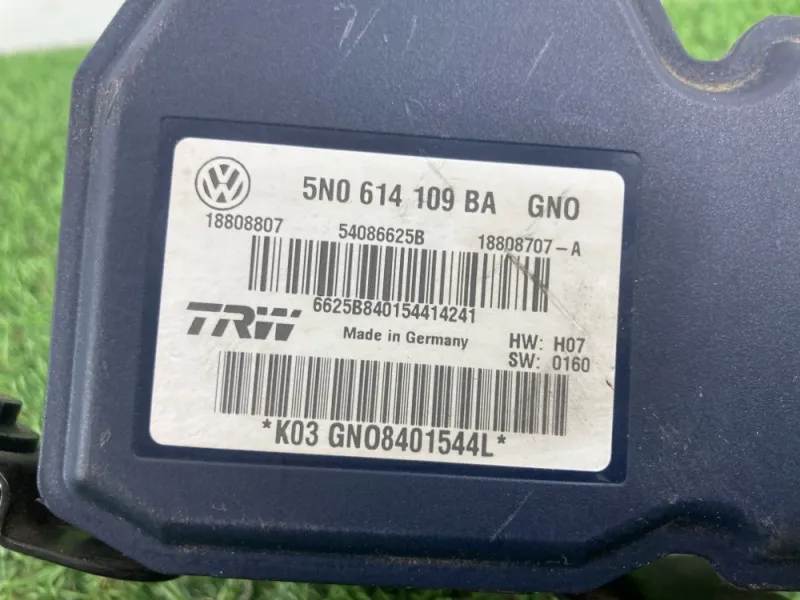 5N0 614 109 BA GNO
18808807 54086625B 18808707-A
6625B840154414241
TRW Made in Germany HW: H07
SW: 0160
*K03 GNO8401544L*